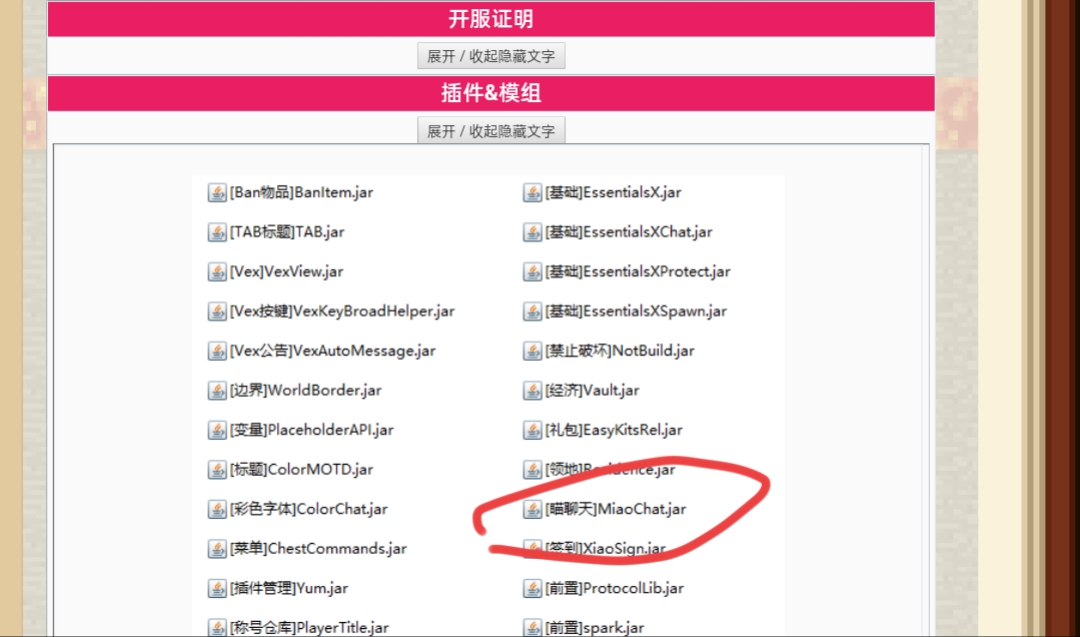 开服证明
展开 / 收起隐藏文字
插件&模组
展开 / 收起隐藏文字
[Ban物品]BanItem.jar
[基础]EssentialsX.jar
[TAB标题]TAB.jar
[基础]EssentialsXChat.jar
[Vex]VexView.jar
[基础]EssentialsXProtect.jar
[Vex按键]VexKeyBroadHelper.jar
[基础]EssentialsXSpawn.jar
[Vex公告]VexAutoMessage.jar
[禁止破坏]NotBuild.jar
[边界]WorldBorder.jar
[经济]Vault.jar
[变量]PlaceholderAPI.jar
[礼包]EasyKitsRel.jar
[标题]ColorMOTD.jar
[领地]Residence.jar
[彩色字体]ColorChat.jar
[瞄聊天]MiaoChat.jar
[菜单]ChestCommands.jar
[签到]XiaoSign.jar
[插件管理]Yum.jar
[前置]ProtocolLib.jar
[称号仓库]PlayerTitle.jar
[前置]spark.jar